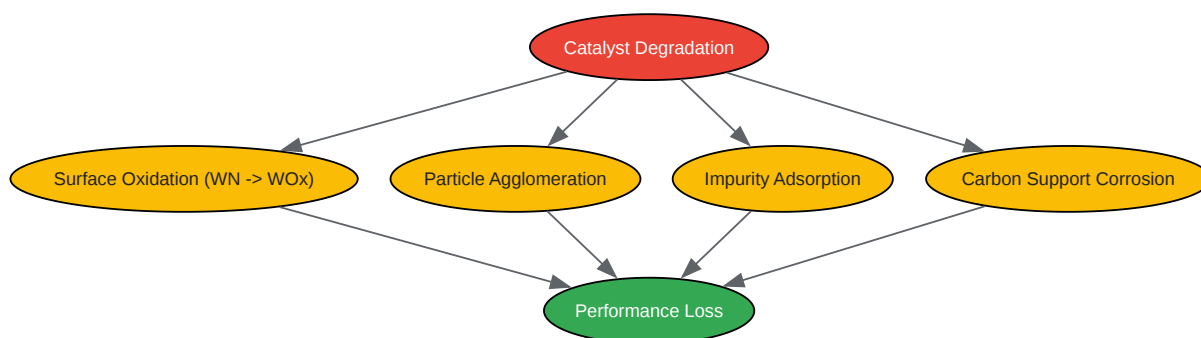 Catalyst Degradation
Surface Oxidation (WN -> WOx)
Particle Agglomeration
Impurity Adsorption
Carbon Support Corrosion
Performance Loss